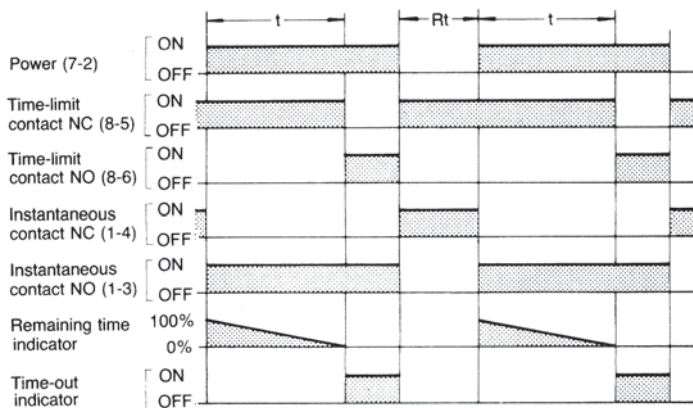 t Rt t
Power (7-2) ON
OFF
Time-limit ON
contact NC (8-5) OFF
Time-limit ON
contact NO (8-6) OFF
Instantaneous ON
contact NC (1-4) OFF
Instantaneous ON
contact NO (1-3) OFF
Remaining time 100%
indicator 0%
Time-out ON
indicator OFF